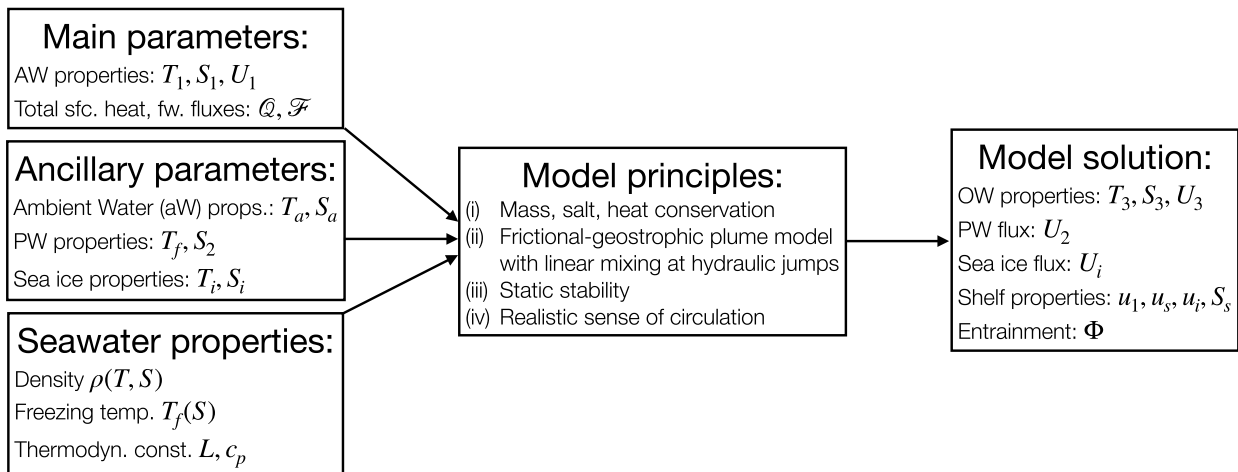 Main parameters:
AW properties: T₁, S₁, U₁
Total sfc. heat, fw. fluxes: 𝒬, ℱ
Ancillary parameters:
Ambient Water (aW) props.: Tₐ, Sₐ
PW properties: T_f, S₂
Sea ice properties: Tᵢ, Sᵢ
Seawater properties:
Density ρ(T, S)
Freezing temp. T_f(S)
Thermodyn. const. L, cₚ
Model principles:
(i) Mass, salt, heat conservation
(ii) Frictional-geostrophic plume model
with linear mixing at hydraulic jumps
(iii) Static stability
(iv) Realistic sense of circulation
Model solution:
OW properties: T₃, S₃, U₃
PW flux: U₂
Sea ice flux: Uᵢ
Shelf properties: u₁, uₛ, uᵢ, Sₛ
Entrainment: Φ